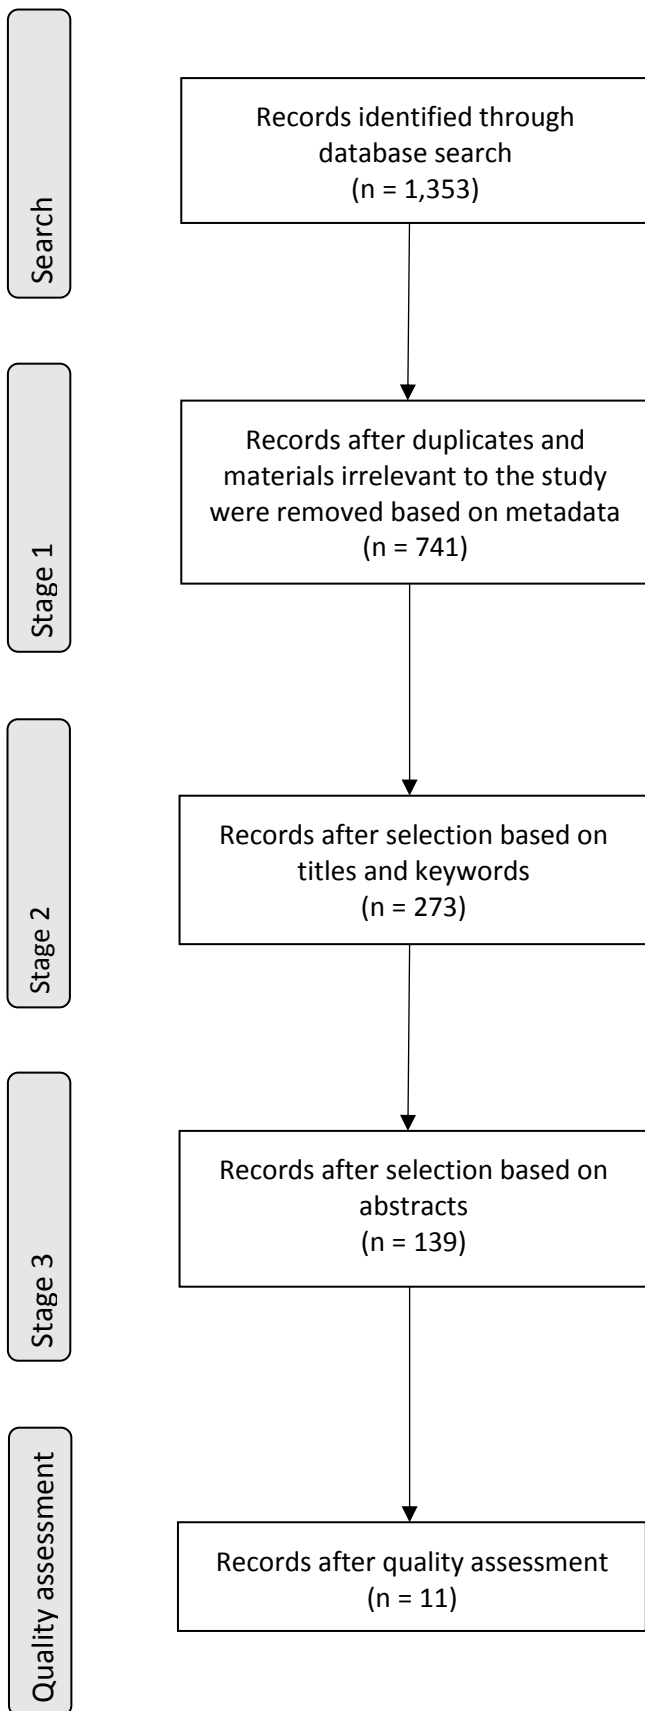 Search
Records identified through
database search
(n = 1,353)
Stage 1
Records after duplicates and
materials irrelevant to the study
were removed based on metadata
(n = 741)
Stage 2
Records after selection based on
titles and keywords
(n = 273)
Stage 3
Records after selection based on
abstracts
(n = 139)
Quality assessment
Records after quality assessment
(n = 11)